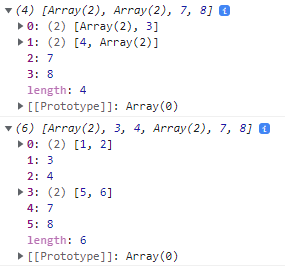 ▼ (4) [Array(2), Array(2), 7, 8] i
▶ 0: (2) [Array(2), 3]
▶ 1: (2) [4, Array(2)]
2: 7
3: 8
length: 4
▶ [[Prototype]]: Array(0)
▼ (6) [Array(2), 3, 4, Array(2), 7, 8] i
▶ 0: (2) [1, 2]
1: 3
2: 4
▶ 3: (2) [5, 6]
4: 7
5: 8
length: 6
▶ [[Prototype]]: Array(0)